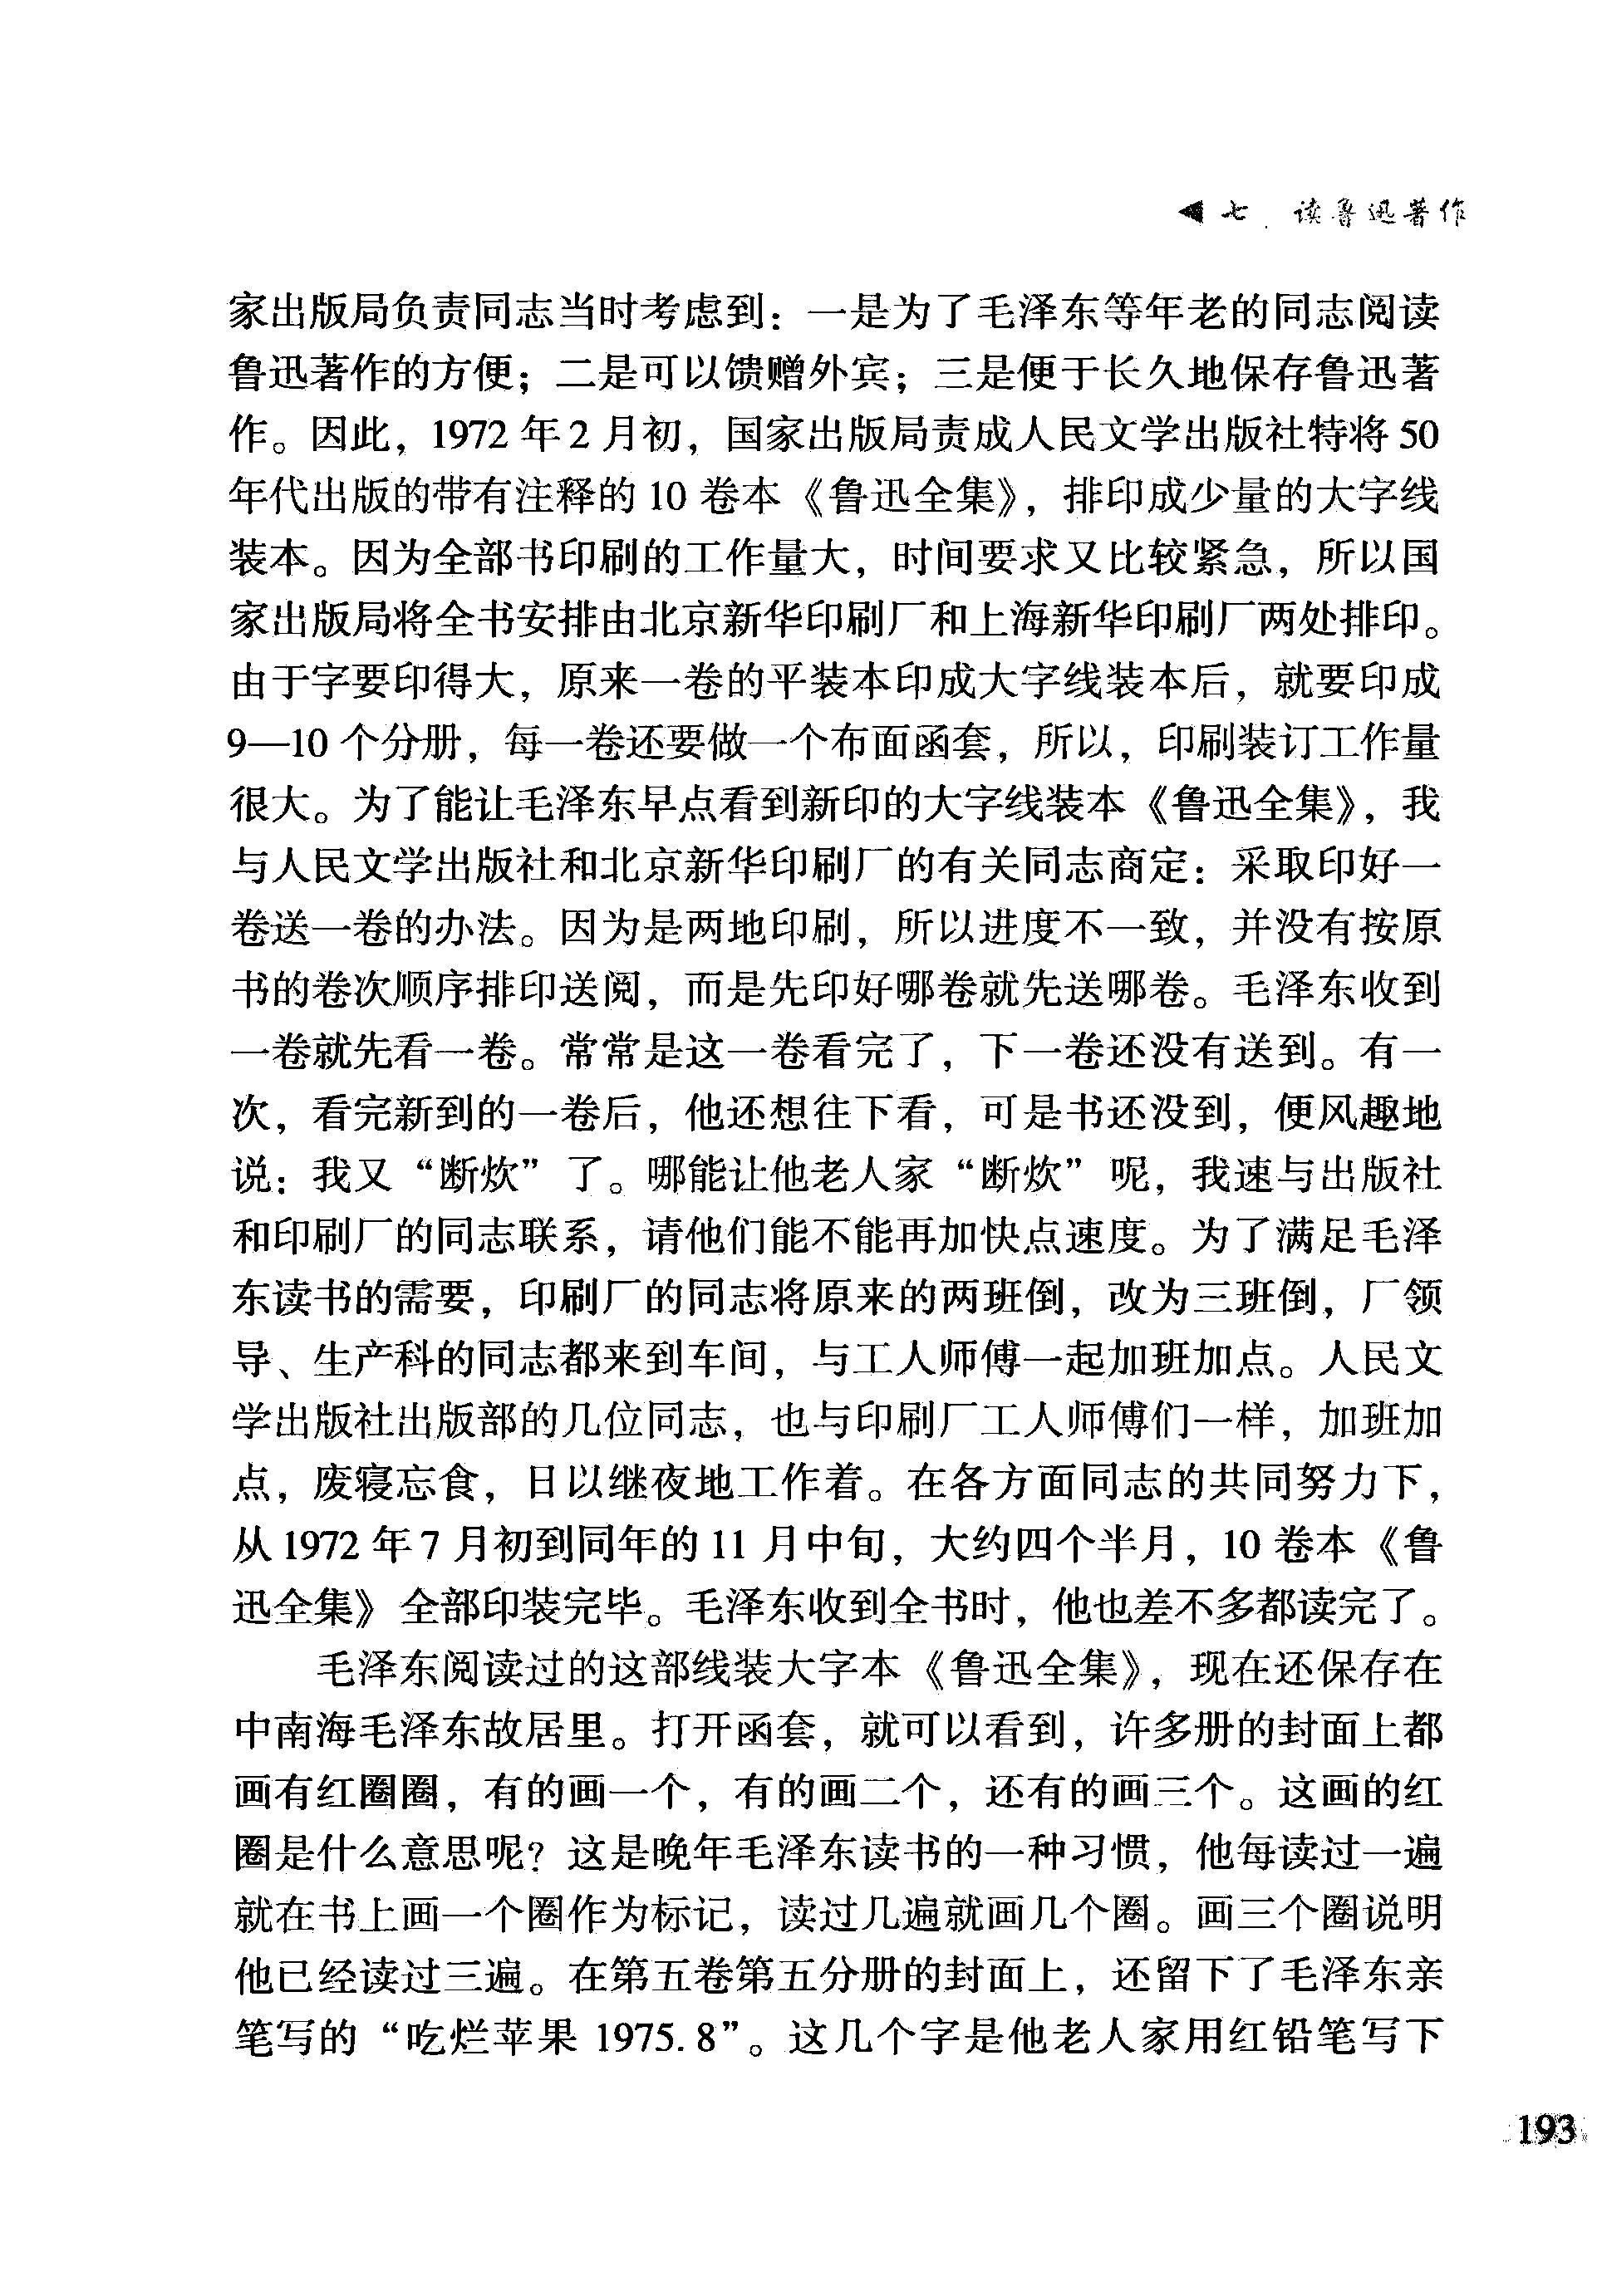 ◀七、读鲁迅著作
家出版局负责同志当时考虑到：一是为了毛泽东等年老的同志阅读
鲁迅著作的方便；二是可以馈赠外宾；三是便于长久地保存鲁迅著
作。因此，1972 年 2 月初，国家出版局责成人民文学出版社特将 50
年代出版的带有注释的 10 卷本《鲁迅全集》，排印成少量的大字线
装本。因为全部书印刷的工作量大，时间要求又比较紧急，所以国
家出版局将全书安排由北京新华印刷厂和上海新华印刷厂两处排印。
由于字要印得大，原来一卷的平装本印成大字线装本后，就要印成
9—10 个分册，每一卷还要做一个布面函套，所以，印刷装订工作量
很大。为了能让毛泽东早点看到新印的大字线装本《鲁迅全集》，我
与人民文学出版社和北京新华印刷厂的有关同志商定：采取印好一
卷送一卷的办法。因为是两地印刷，所以进度不一致，并没有按原
书的卷次顺序排印送阅，而是先印好哪卷就先送哪卷。毛泽东收到
一卷就先看一卷。常常是这一卷看完了，下一卷还没有送到。有一
次，看完新到的一卷后，他还想往下看，可是书还没到，便风趣地
说：我又“断炊”了。哪能让他老人家“断炊”呢，我速与出版社
和印刷厂的同志联系，请他们能不能再加快点速度。为了满足毛泽
东读书的需要，印刷厂的同志将原来的两班倒，改为三班倒，厂领
导、生产科的同志都来到车间，与工人师傅一起加班加点。人民文
学出版社出版部的几位同志，也与印刷厂工人师傅们一样，加班加
点，废寝忘食，日以继夜地工作着。在各方面同志的共同努力下，
从 1972 年 7 月初到同年的 11 月中旬，大约四个半月，10 卷本《鲁
迅全集》全部印装完毕。毛泽东收到全书时，他也差不多都读完了。
毛泽东阅读过的这部线装大字本《鲁迅全集》，现在还保存在
中南海毛泽东故居里。打开函套，就可以看到，许多册的封面上都
画有红圈圈，有的画一个，有的画二个，还有的画三个。这画的红
圈是什么意思呢？这是晚年毛泽东读书的一种习惯，他每读过一遍
就在书上画一个圈作为标记，读过几遍就画几个圈。画三个圈说明
他已经读过三遍。在第五卷第五分册的封面上，还留下了毛泽东亲
笔写的“吃烂苹果 1975. 8”。这几个字是他老人家用红铅笔写下
193